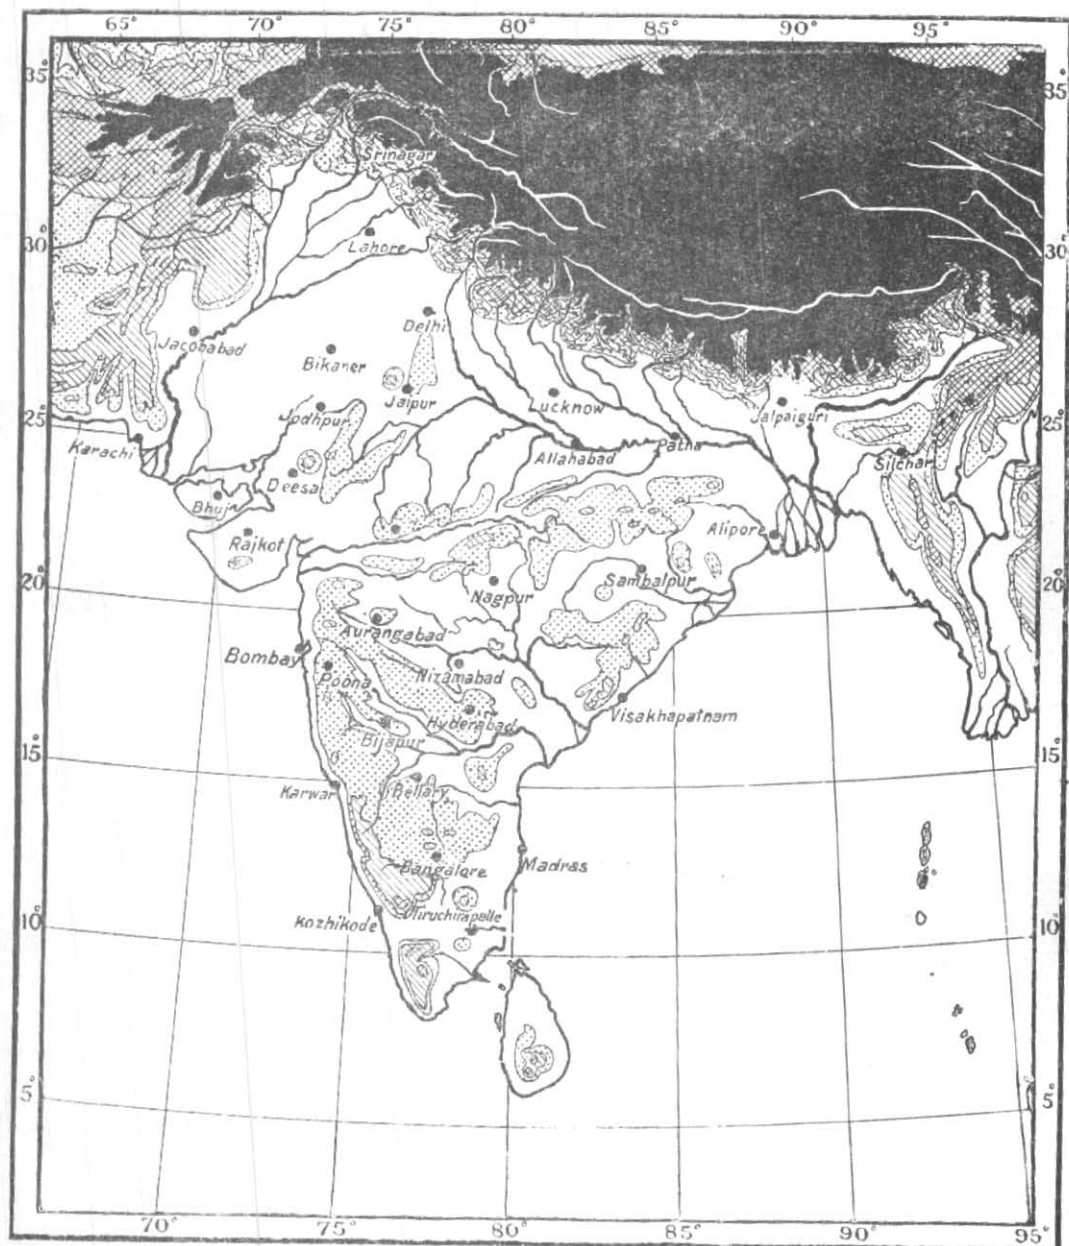 65° 70° 75° 80° 85° 90° 95°
35° 35°
Srinagar
30° 30°
Lahore
Delhi
Jacobabad
Bikaner
Jaipur
Lucknow
Jalpaiguri
25° 25°
Jodhpur
Karachi
Allahabad
Patna
Silchar
Deesa
Bhuj
Rajkot
Alipore
20° 20°
Nagpur
Sambalpur
Aurangabad
Bombay
Poona
Nizamabad
Hyderabad
Visakhapatnam
Bijapur
15° 15°
Karwar
Bellary
Bangalore
Madras
10° 10°
Kozhikode
Tiruchirapalle
5° 5°
70° 75° 80° 85° 90° 95°